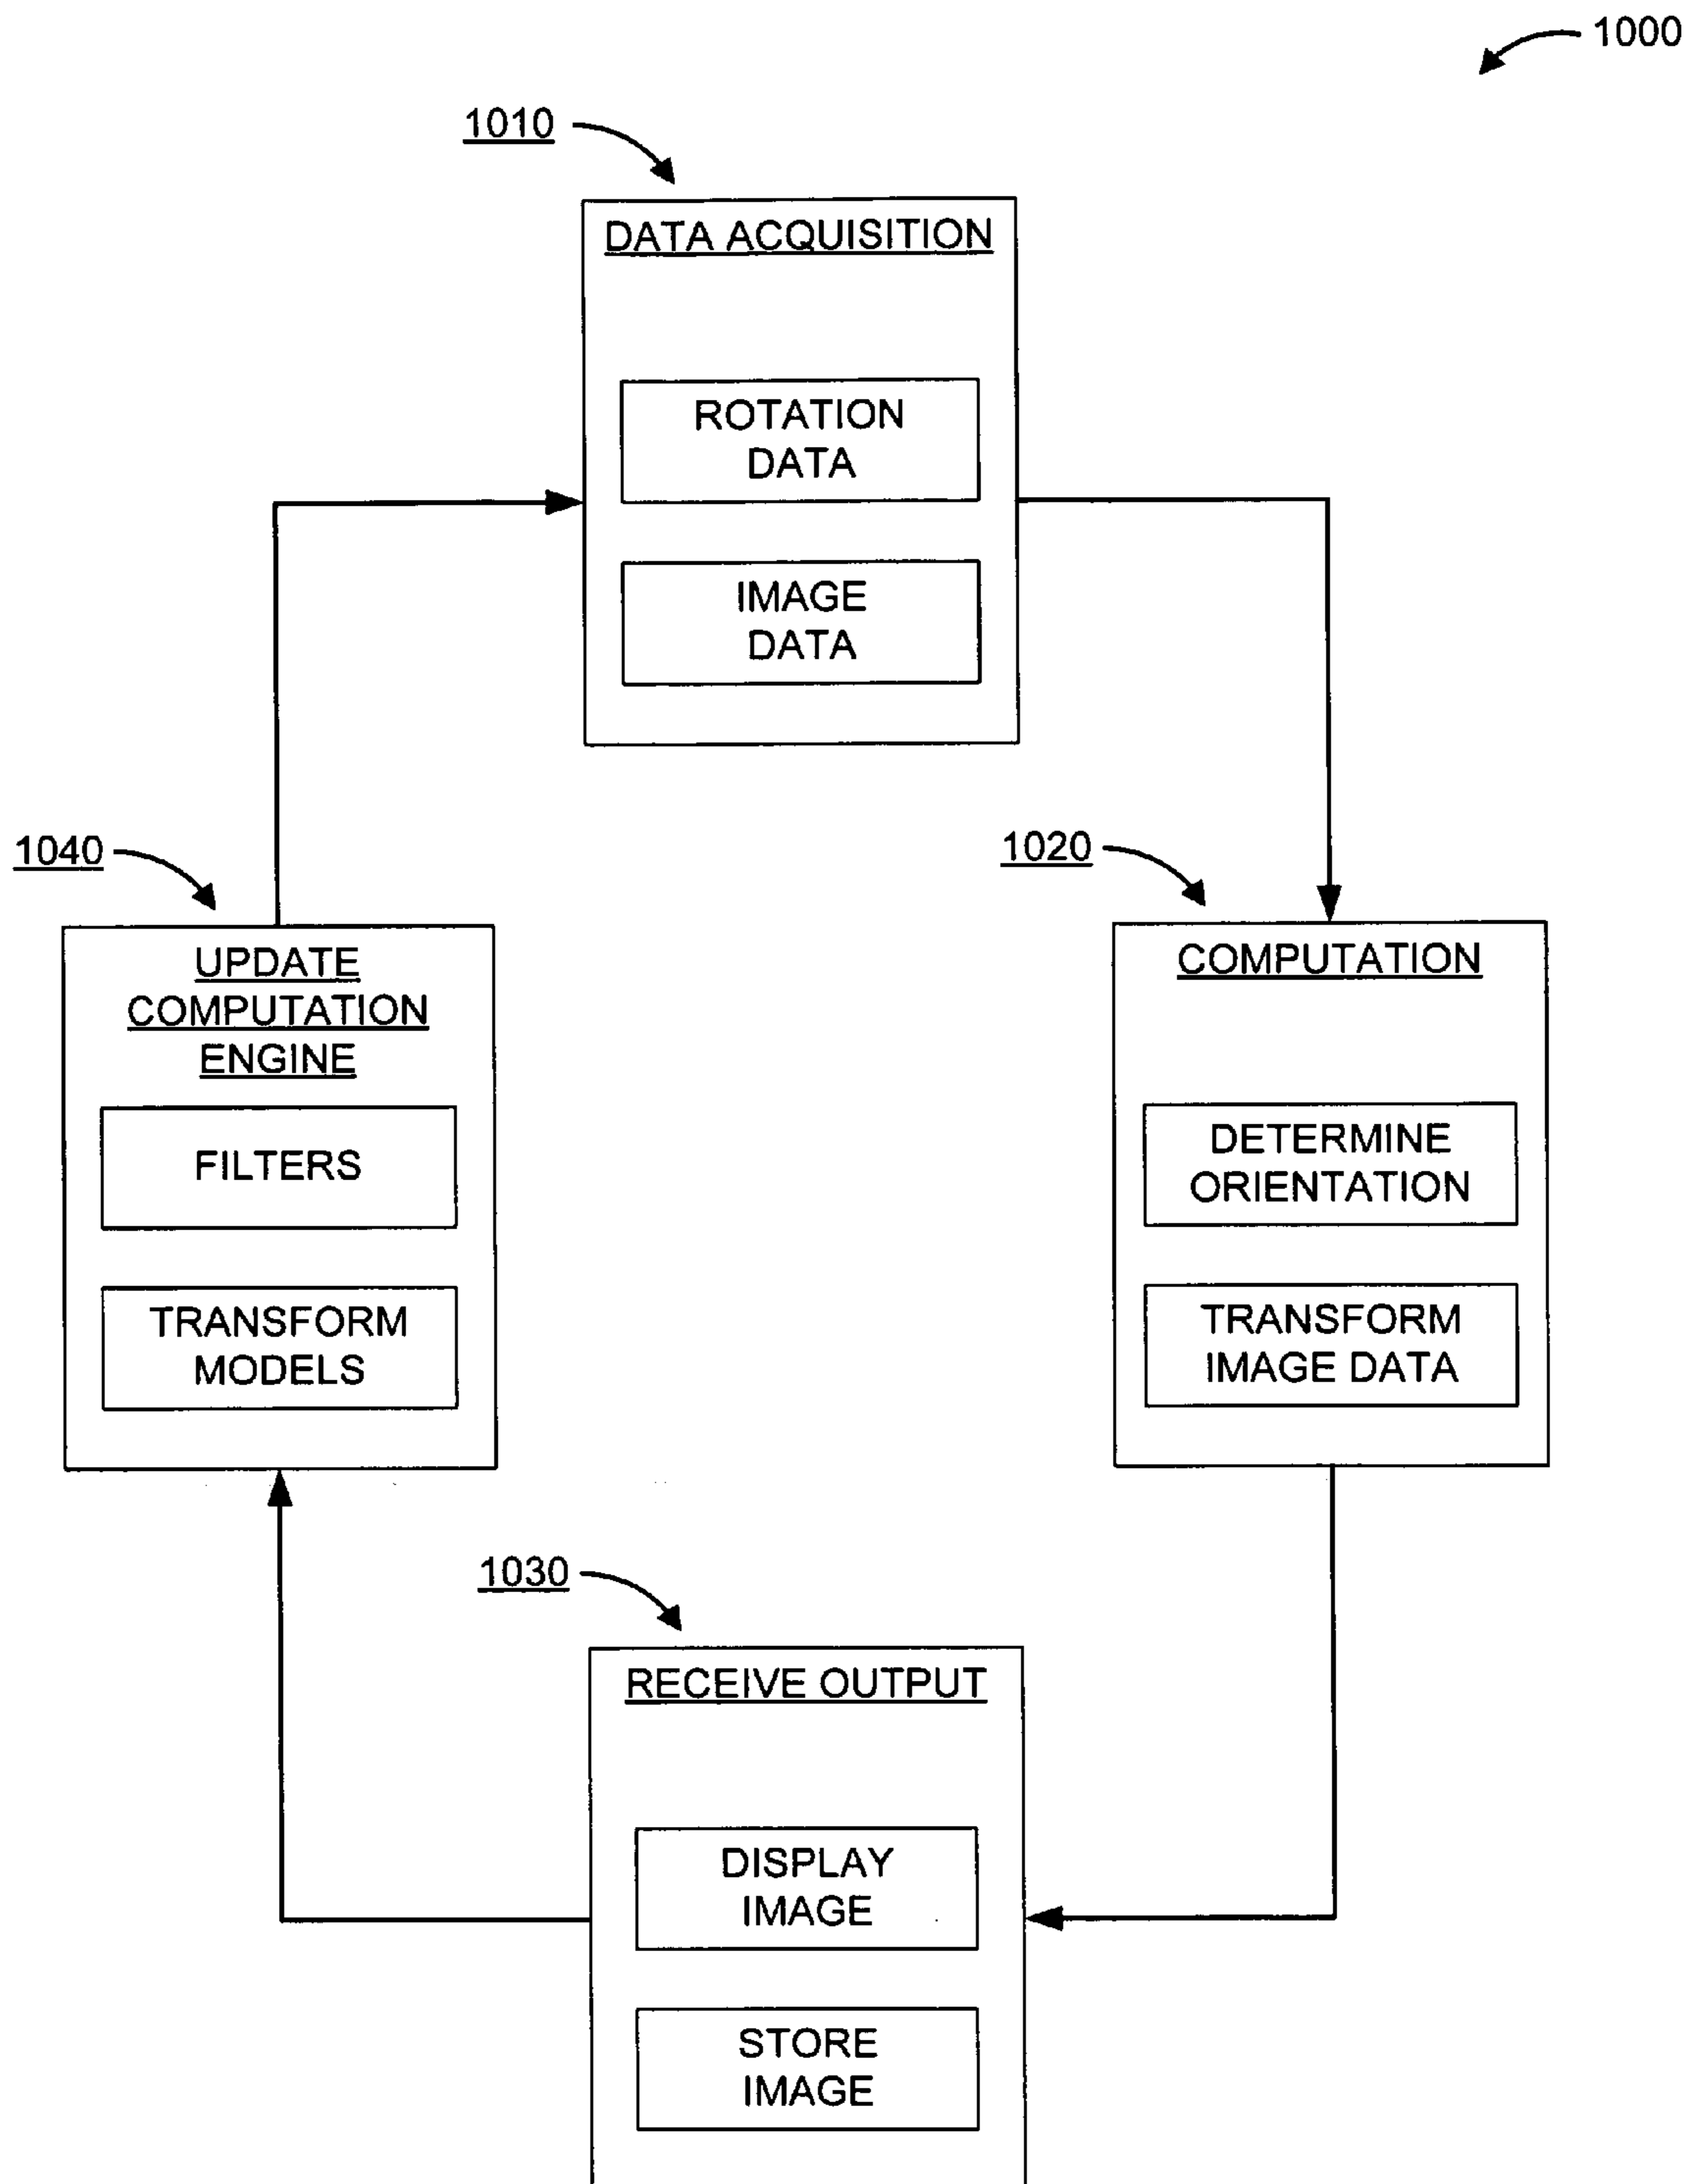 1000
1010
DATA ACQUISITION
ROTATION
DATA
IMAGE
DATA
1040
UPDATE
COMPUTATION
ENGINE
FILTERS
TRANSFORM
MODELS
1020
COMPUTATION
DETERMINE
ORIENTATION
TRANSFORM
IMAGE DATA
1030
RECEIVE OUTPUT
DISPLAY
IMAGE
STORE
IMAGE